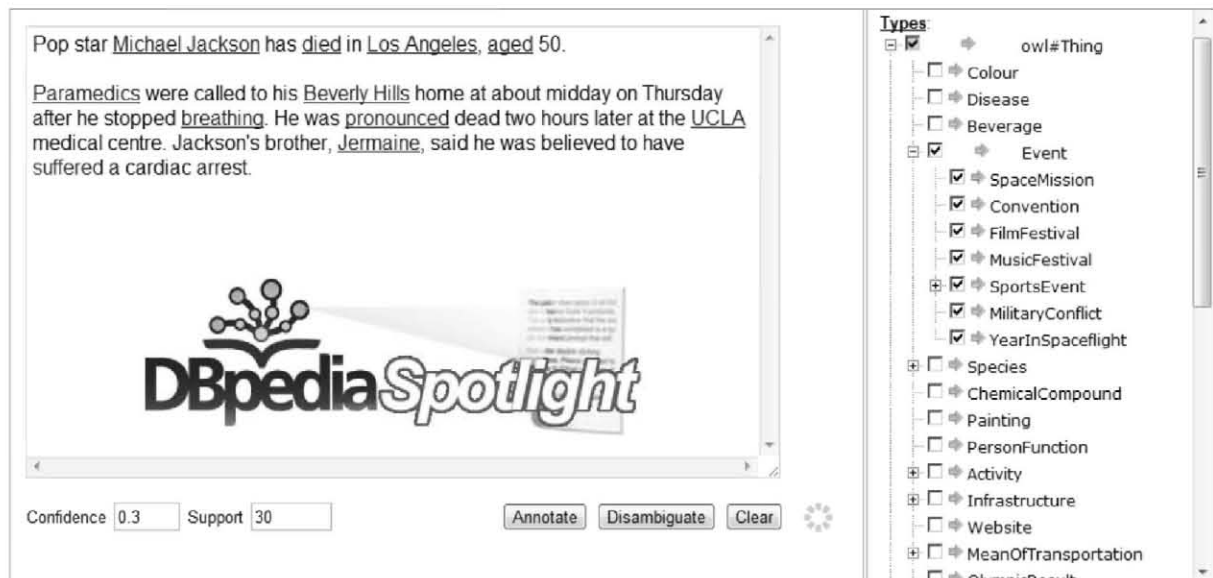 Pop star Michael Jackson has died in Los Angeles, aged 50.
Paramedics were called to his Beverly Hills home at about midday on Thursday
after he stopped breathing. He was pronounced dead two hours later at the UCLA
medical centre. Jackson's brother, Jermaine, said he was believed to have
suffered a cardiac arrest.
DBpedia Spotlight
Confidence 0.3 Support 30 Annotate Disambiguate Clear
Types:
owl#Thing
Colour
Disease
Beverage
Event
SpaceMission
Convention
FilmFestival
MusicFestival
SportsEvent
MilitaryConflict
YearInSpaceflight
Species
ChemicalCompound
Painting
PersonFunction
Activity
Infrastructure
Website
MeanOfTransportation